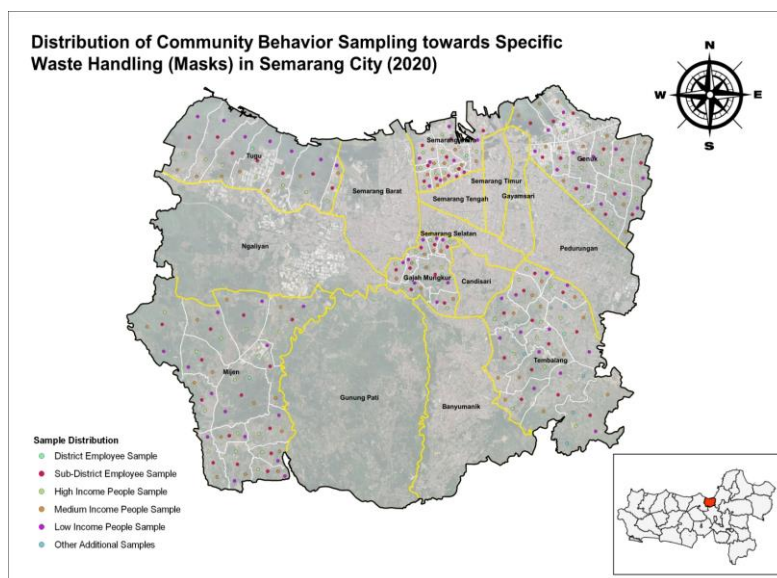 Distribution of Community Behavior Sampling towards Specific
Waste Handling (Masks) in Semarang City (2020)
N
W
E
S
Tugu
Semarang Barat
Semarang
Semarang Timur
Genuk
Semarang Tengah
Gayamsari
Semarang Selatan
Ngaliyan
Pedurungan
Gajah Mungkur
Candisari
Tembalang
Mijen
Gunung Pati
Banyumanik
Sample Distribution
District Employee Sample
Sub-District Employee Sample
High Income People Sample
Medium Income People Sample
Low Income People Sample
Other Additional Samples